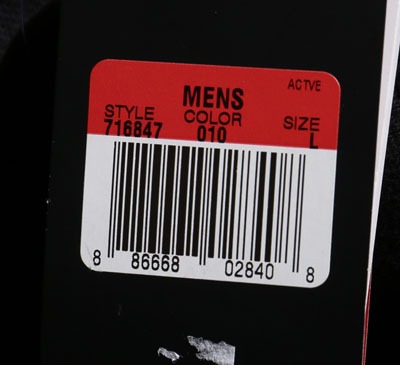 ACTVE
MENS
STYLE COLOR SIZE
716847 010 L
8 86668 02840 8